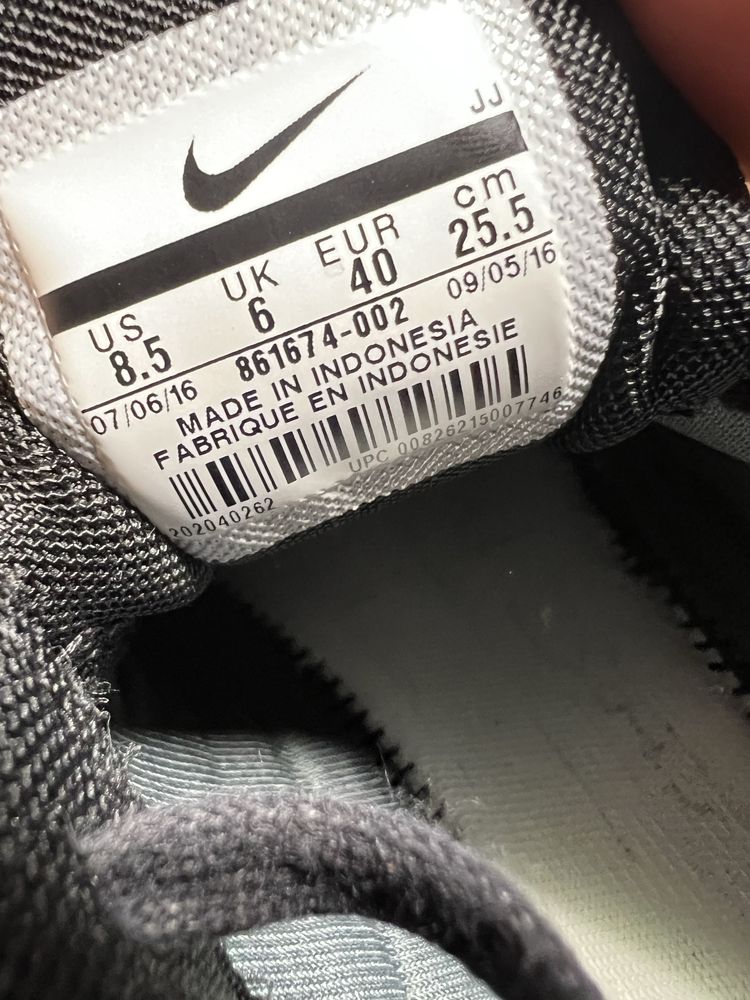 JJ
US UK EUR cm
8.5 6 40 25.5
07/06/16 861674-002 09/05/16
MADE IN INDONESIA
FABRIQUE EN INDONESIE
UPC 00826215007746
202040262